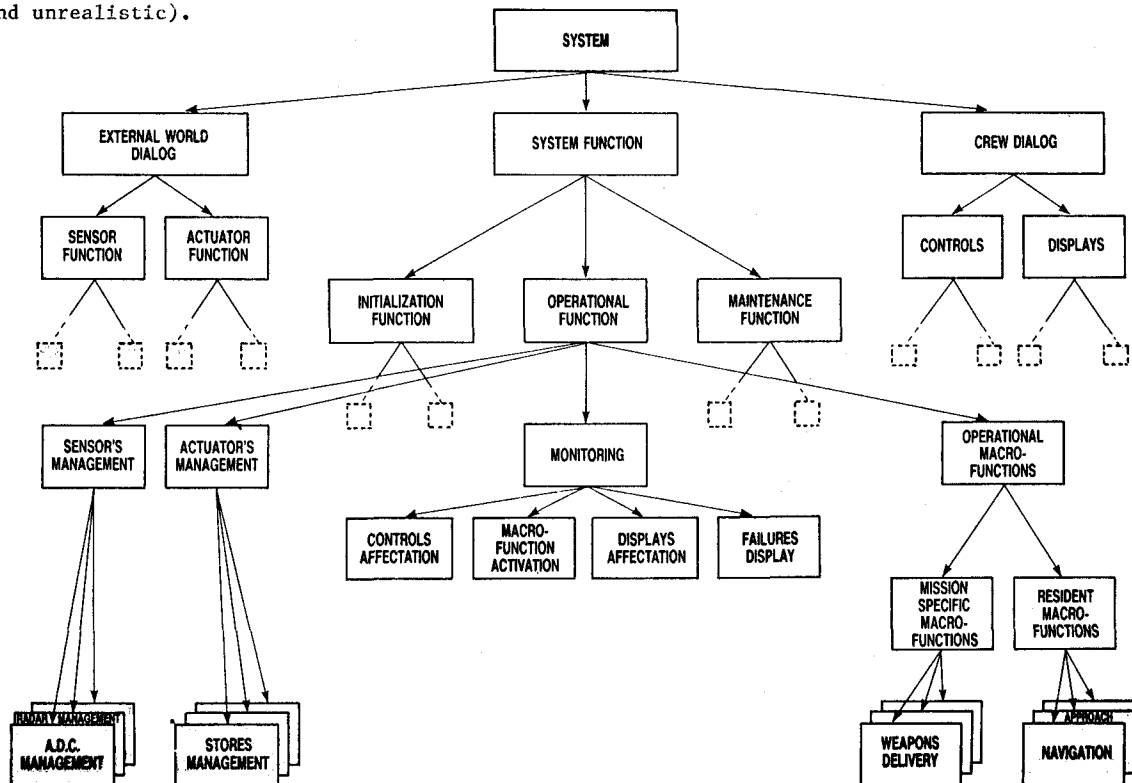 nd unrealistic).
SYSTEM
EXTERNAL WORLD
DIALOG
SYSTEM FUNCTION
CREW DIALOG
SENSOR
FUNCTION
ACTUATOR
FUNCTION
CONTROLS
DISPLAYS
INITIALIZATION
FUNCTION
OPERATIONAL
FUNCTION
MAINTENANCE
FUNCTION
SENSOR'S
MANAGEMENT
ACTUATOR'S
MANAGEMENT
MONITORING
OPERATIONAL
MACRO-
FUNCTIONS
CONTROLS
AFFECTATION
MACRO-
FUNCTION
ACTIVATION
DISPLAYS
AFFECTATION
FAILURES
DISPLAY
MISSION
SPECIFIC
MACRO-
FUNCTIONS
RESIDENT
MACRO-
FUNCTIONS
RADAR MANAGEMENT
A.D.C.
MANAGEMENT
STORES
MANAGEMENT
WEAPONS
DELIVERY
APPROACH
NAVIGATION